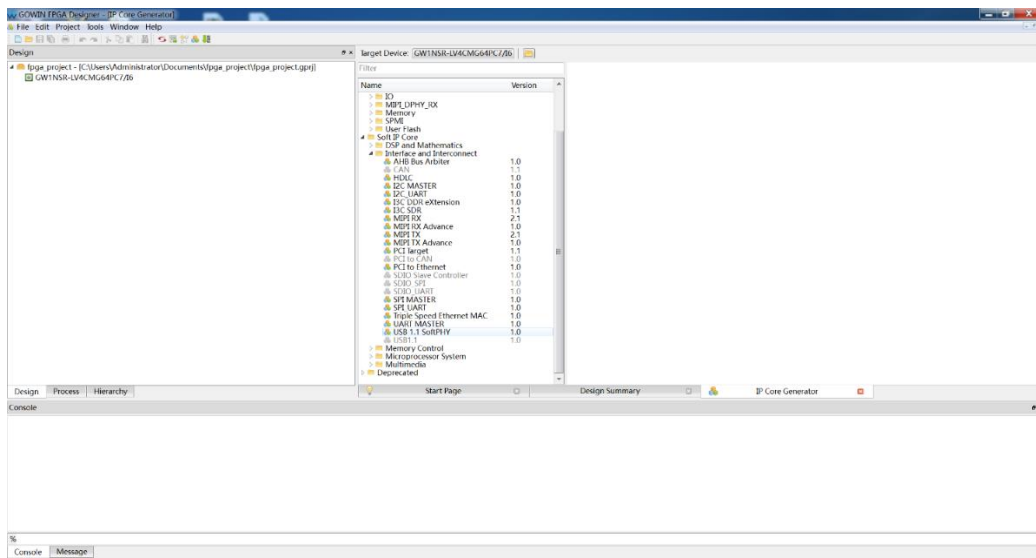 GOWIN FPGA Designer - [IP Core Generator]
File Edit Project Tools Window Help
Design
Target Device: GW1NSR-LV4CMG64PC7/I6
fpga_project - [C:\Users\Administrator\Documents\fpga_project\fpga_project.gprj]
GW1NSR-LV4CMG64PC7/I6
Filter
Name Version
IO
MIPI_DPHY_RX
Memory
SPMI
User Flash
Soft IP Core
DSP and Mathematics
Interface and Interconnect
AHB Bus Arbiter 1.0
CAN 1.1
HDLC 1.0
I2C MASTER 1.0
I2C_UART 1.0
I3C DDR eXtension 1.0
I3C SDR 1.1
MIPI RX 2.1
MIPI RX Advance 1.0
MIPI TX 2.1
MIPI TX Advance 1.0
PCI Target 1.1
PCI to CAN 1.0
PCI to Ethernet 1.0
SDIO Slave Controller 1.0
SDIO_SPI 1.0
SDIO_UART 1.0
SPI MASTER 1.0
SPI_UART 1.0
Triple Speed Ethernet MAC 1.0
UART MASTER 1.0
USB 1.1 SoftPHY 1.0
USB1.1 1.0
Memory Control
Microprocessor System
Multimedia
Deprecated
Design Process Hierarchy
Start Page Design Summary IP Core Generator
Console
%
Console Message